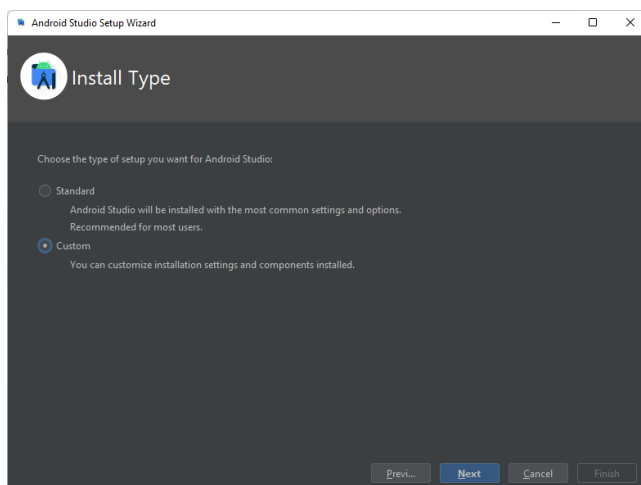 Android Studio Setup Wizard
Install Type
Choose the type of setup you want for Android Studio:
Standard
Android Studio will be installed with the most common settings and options.
Recommended for most users.
Custom
You can customize installation settings and components installed.
Previ...
Next
Cancel
Finish